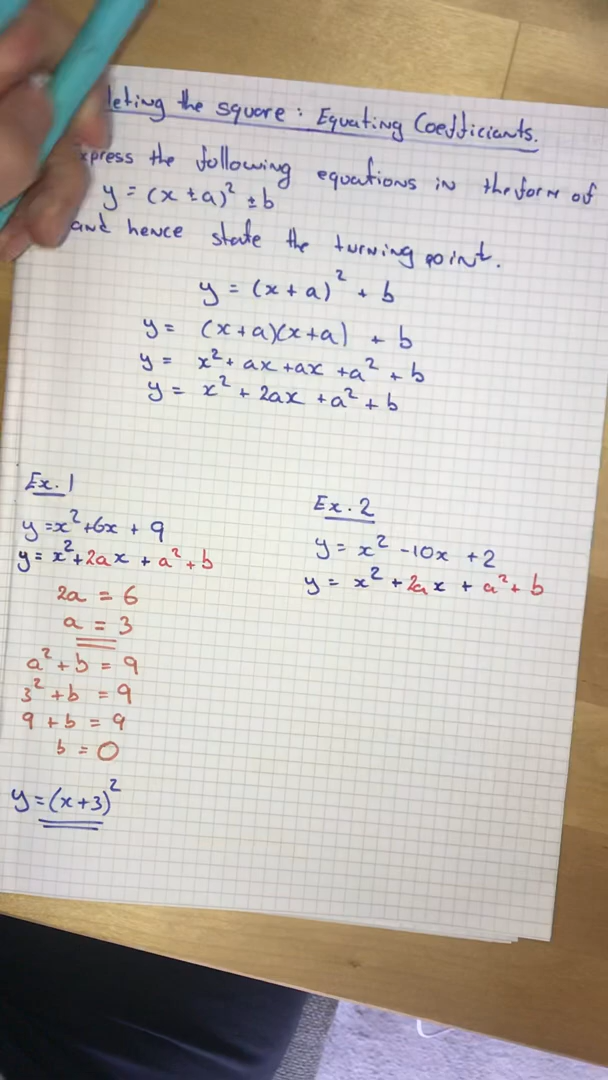 leting the square : Equating Coefficients.
xpress the following equations in the form of
y = (x ± a)² ± b
and hence state the turning point.
y = (x + a)² + b
y = (x + a)(x + a) + b
y = x² + ax + ax + a² + b
y = x² + 2ax + a² + b
Ex. 1
y = x² + 6x + 9
y = x² + 2ax + a² + b
2a = 6
a = 3
a² + b = 9
3² + b = 9
9 + b = 9
b = 0
y = (x + 3)²
Ex. 2
y = x² - 10x + 2
y = x² + 2ax + a² + b